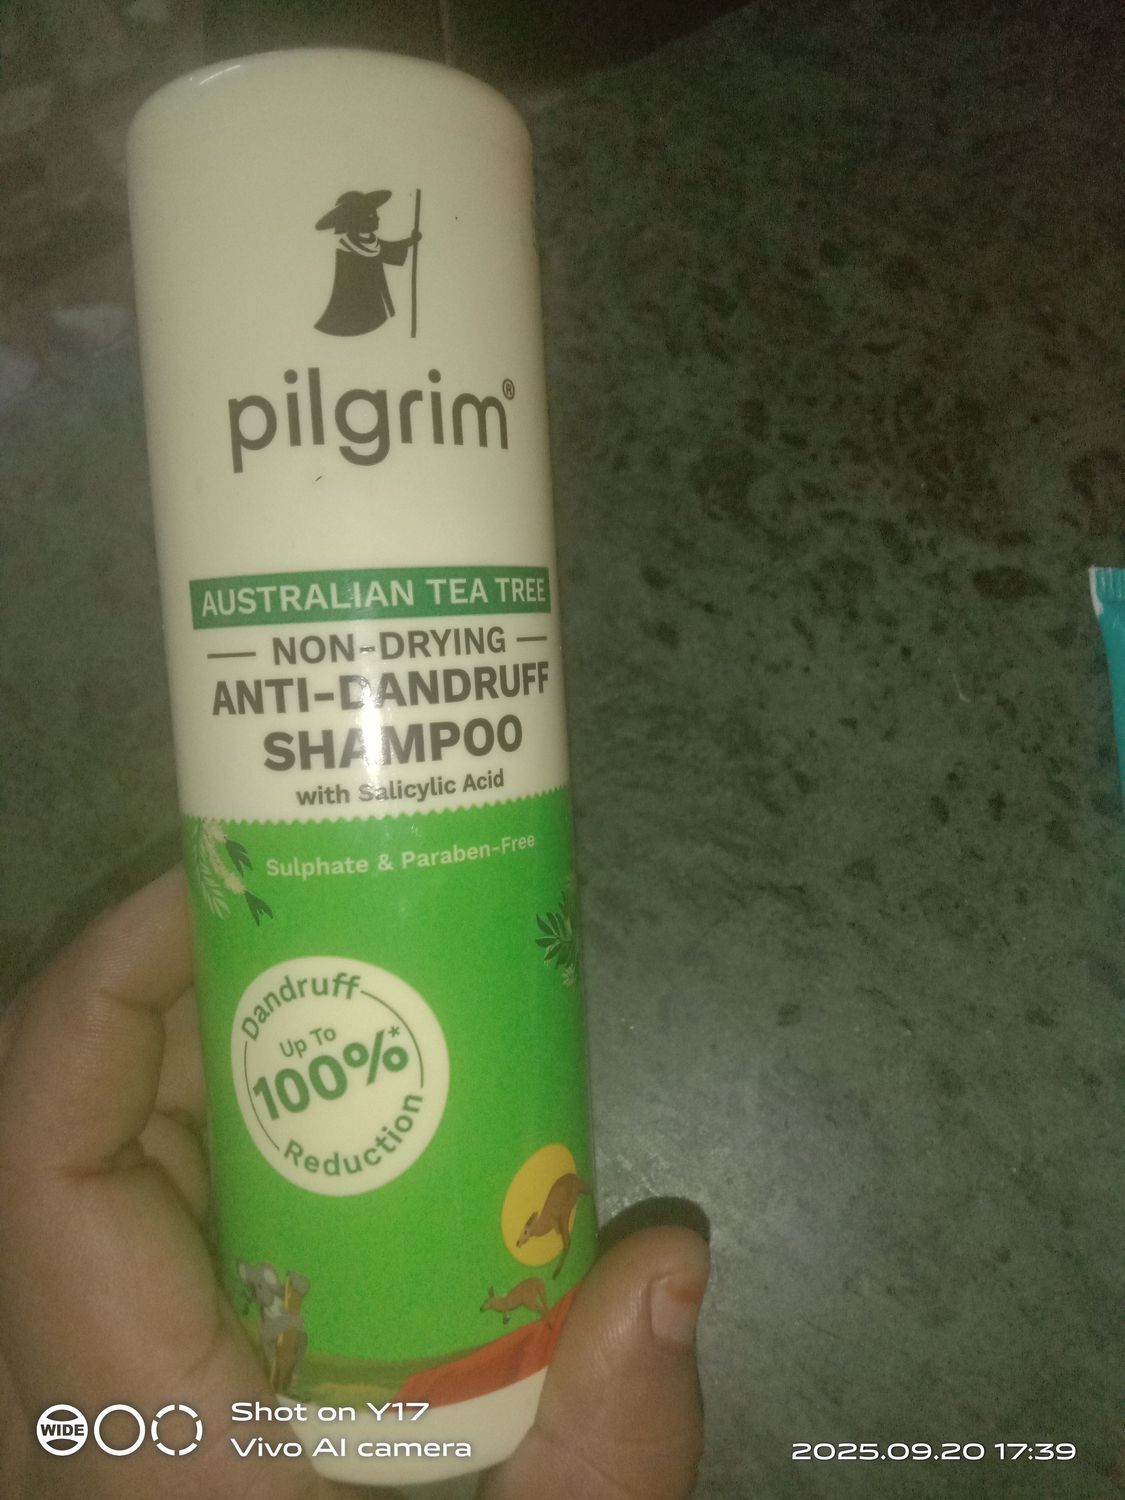 pilgrim®
AUSTRALIAN TEA TREE
NON-DRYING
ANTI-DANDRUFF
SHAMPOO
with Salicylic Acid
Sulphate & Paraben-Free
Dandruff
Up To
100%*
Reduction
WIDE
Shot on Y17
Vivo AI camera
2025.09.20 17:39